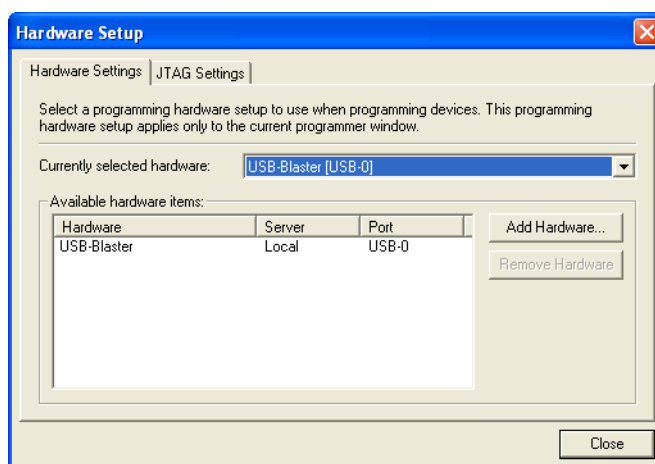 Hardware Setup
Hardware Settings JTAG Settings
Select a programming hardware setup to use when programming devices. This programming
hardware setup applies only to the current programmer window.
Currently selected hardware: USB-Blaster [USB-0]
Available hardware items:
Hardware Server Port
USB-Blaster Local USB-0
Add Hardware...
Remove Hardware
Close